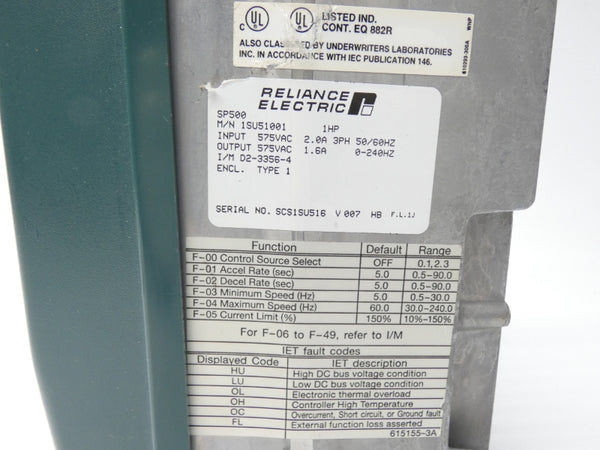 C UL UL LISTED IND.
CONT. EQ 882R
ALSO CLASSIFIED BY UNDERWRITERS LABORATORIES
INC. IN ACCORDANCE WITH IEC PUBLICATION 146.
WNP
610293-300A
RELIANCE
ELECTRIC
SP500
M/N 1SU51001 1HP
INPUT 575VAC 2.0A 3PH 50/60HZ
OUTPUT 575VAC 1.6A 0-240HZ
I/M D2-3356-4
ENCL. TYPE 1
SERIAL NO. SCS1SU516 V 007 HB F.L.1J
Function Default Range
F-00 Control Source Select OFF 0.1,2.3
F-01 Accel Rate (sec) 5.0 0.5-90.0
F-02 Decel Rate (sec) 5.0 0.5-90.0
F-03 Minimum Speed (Hz) 5.0 0.5-30.0
F-04 Maximum Speed (Hz) 60.0 30.0-240.0
F-05 Current Limit (%) 150% 10%-150%
For F-06 to F-49, refer to I/M
IET fault codes
Displayed Code IET description
HU High DC bus voltage condition
LU Low DC bus voltage condition
OL Electronic thermal overload
OH Controller High Temperature
OC Overcurrent, Short circuit, or Ground fault
FL External function loss asserted
615155-3A